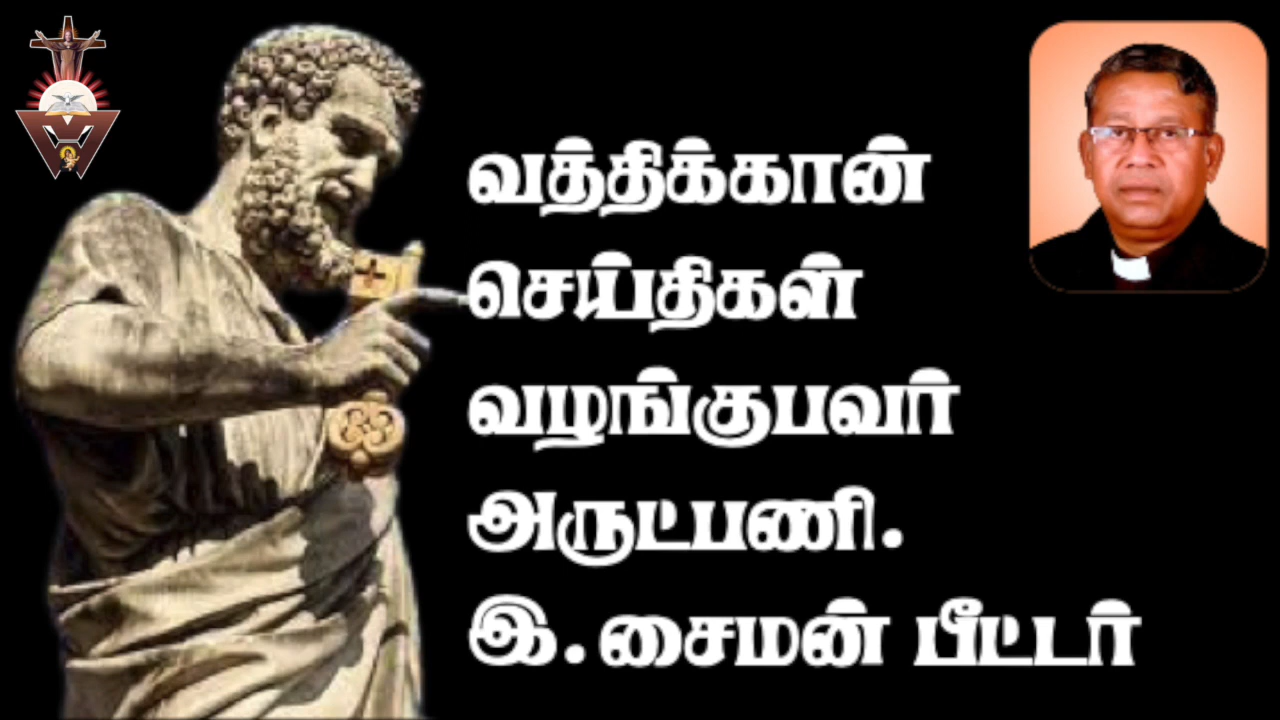 வத்திக்கான்
செய்திகள்
வழங்குபவர்
அருட்பணி.
இ. சைமன் பீட்டர்